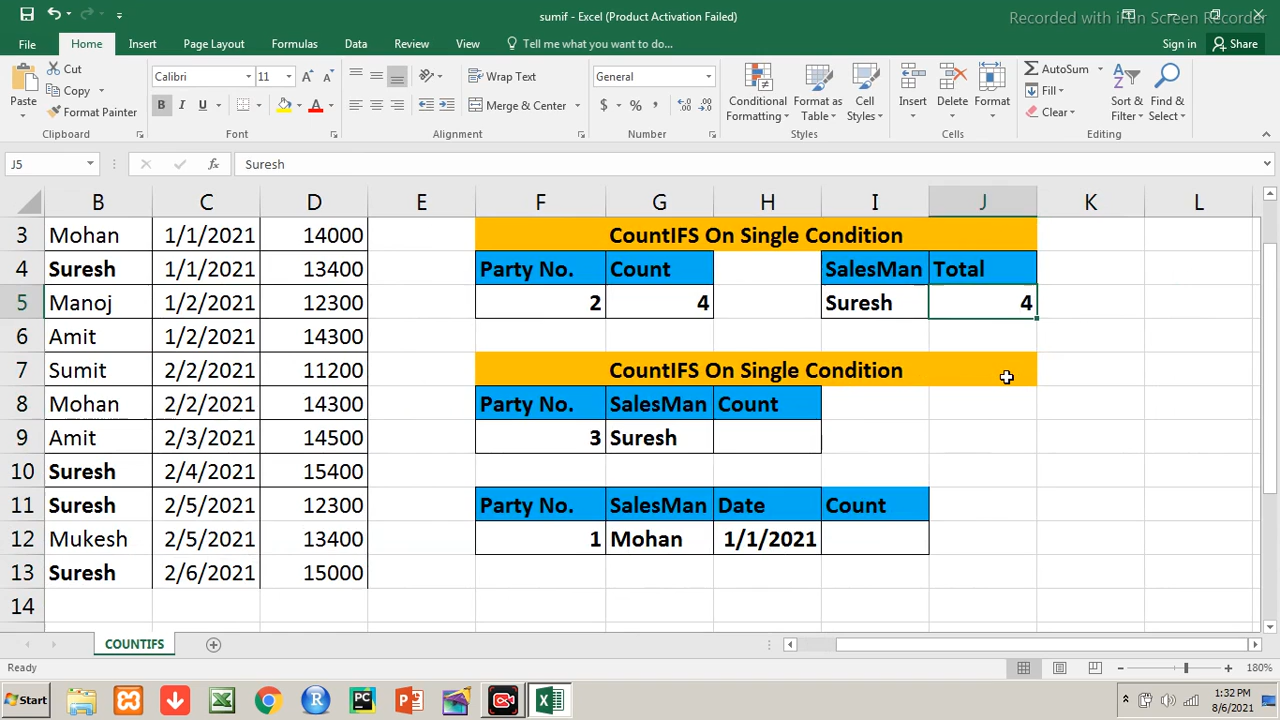 sumif - Excel (Product Activation Failed)
Recorded with iTop Screen Recorder
File Home Insert Page Layout Formulas Data Review View Tell me what you want to do... Sign in Share
Paste Cut Copy Format Painter Clipboard
Calibri 11 B I U A Font
Wrap Text Merge & Center Alignment
General $ % , Number
Conditional Formatting Format as Table Cell Styles Styles
Insert Delete Format Cells
AutoSum Fill Clear Sort & Filter Find & Select Editing
J5 fx Suresh
B C D E F G H I J K L
3 Mohan 1/1/2021 14000 CountIFS On Single Condition
4 Suresh 1/1/2021 13400 Party No. Count SalesMan Total
5 Manoj 1/2/2021 12300 2 4 Suresh 4
6 Amit 1/2/2021 14300
7 Sumit 2/2/2021 11200 CountIFS On Single Condition
8 Mohan 2/2/2021 14300 Party No. SalesMan Count
9 Amit 2/3/2021 14500 3 Suresh
10 Suresh 2/4/2021 15400
11 Suresh 2/5/2021 12300 Party No. SalesMan Date Count
12 Mukesh 2/5/2021 13400 1 Mohan 1/1/2021
13 Suresh 2/6/2021 15000
14
COUNTIFS
Ready 180%
Start 1:32 PM
8/6/2021